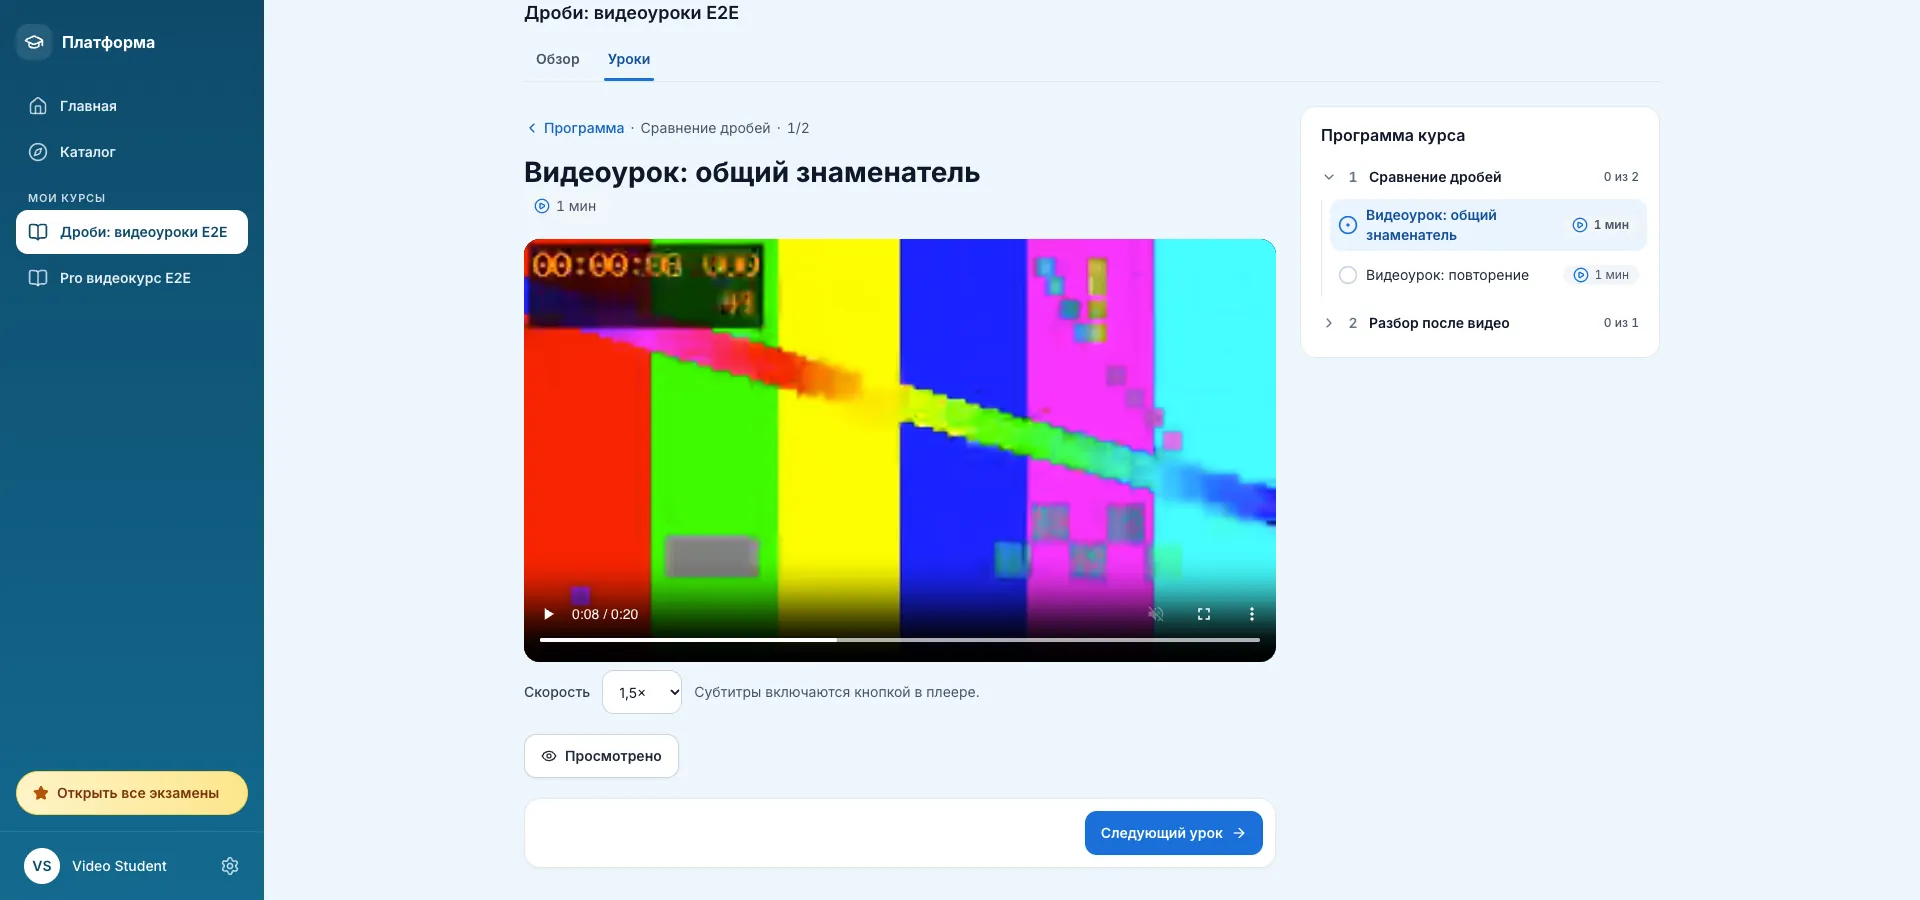 Платформа
Главная
Каталог
МОИ КУРСЫ
Дроби: видеоуроки E2E
Pro видеокурс E2E
Открыть все экзамены
VS
Video Student
Дроби: видеоуроки E2E
Обзор
Уроки
Программа · Сравнение дробей · 1/2
Видеоурок: общий знаменатель
1 мин
0:08 / 0:20
Скорость
1,5×
Субтитры включаются кнопкой в плеере.
Просмотрено
Следующий урок
Программа курса
1 Сравнение дробей 0 из 2
Видеоурок: общий
знаменатель
1 мин
Видеоурок: повторение
1 мин
2 Разбор после видео 0 из 1